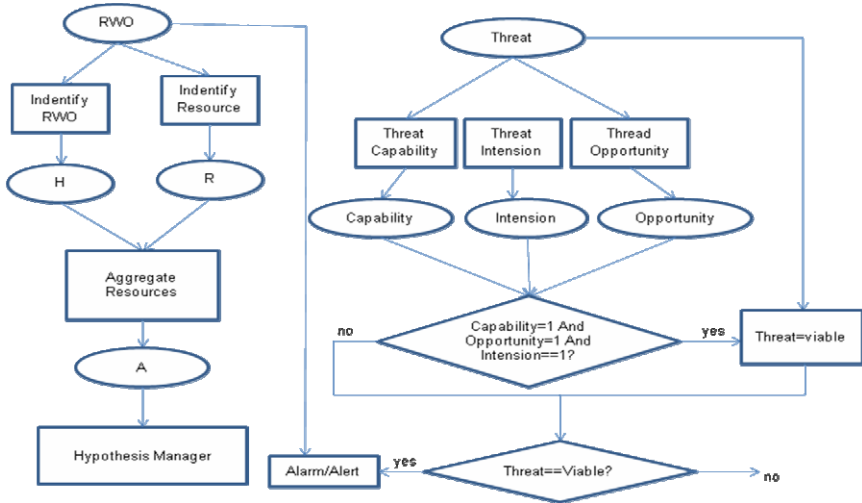 RWO
Threat
Indentify
RWO
Indentify
Resource
Threat
Capability
Threat
Intension
Thread
Opportunity
H
R
Capability
Intension
Opportunity
Aggregate
Resources
no
Capability=1 And
Opportunity=1 And
Intension==1?
yes
Threat=viable
A
Hypothesis Manager
Alarm/Alert
yes
Threat==Viable?
no